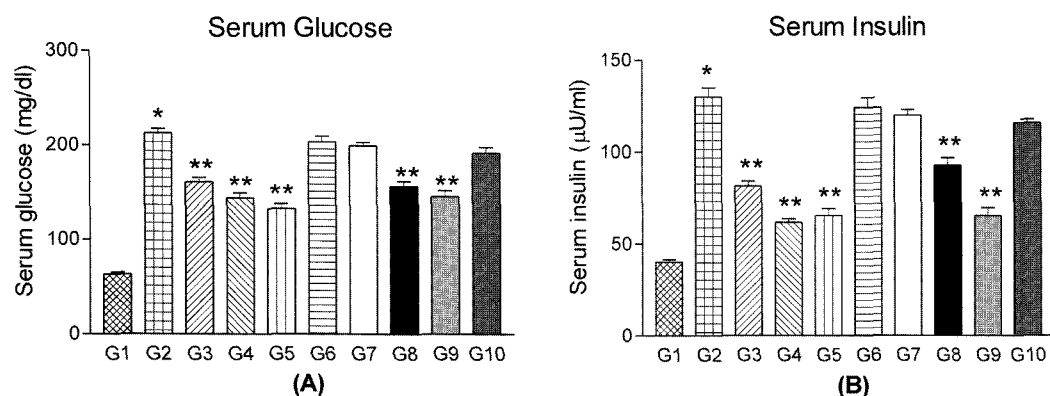 Serum Glucose
Serum glucose (mg/dl)
300
200
100
0
*
**
**
**
**
**
G1 G2 G3 G4 G5 G6 G7 G8 G9 G10
(A)
Serum Insulin
Serum insulin (μU/ml)
150
100
50
0
*
**
**
**
**
**
G1 G2 G3 G4 G5 G6 G7 G8 G9 G10
(B)